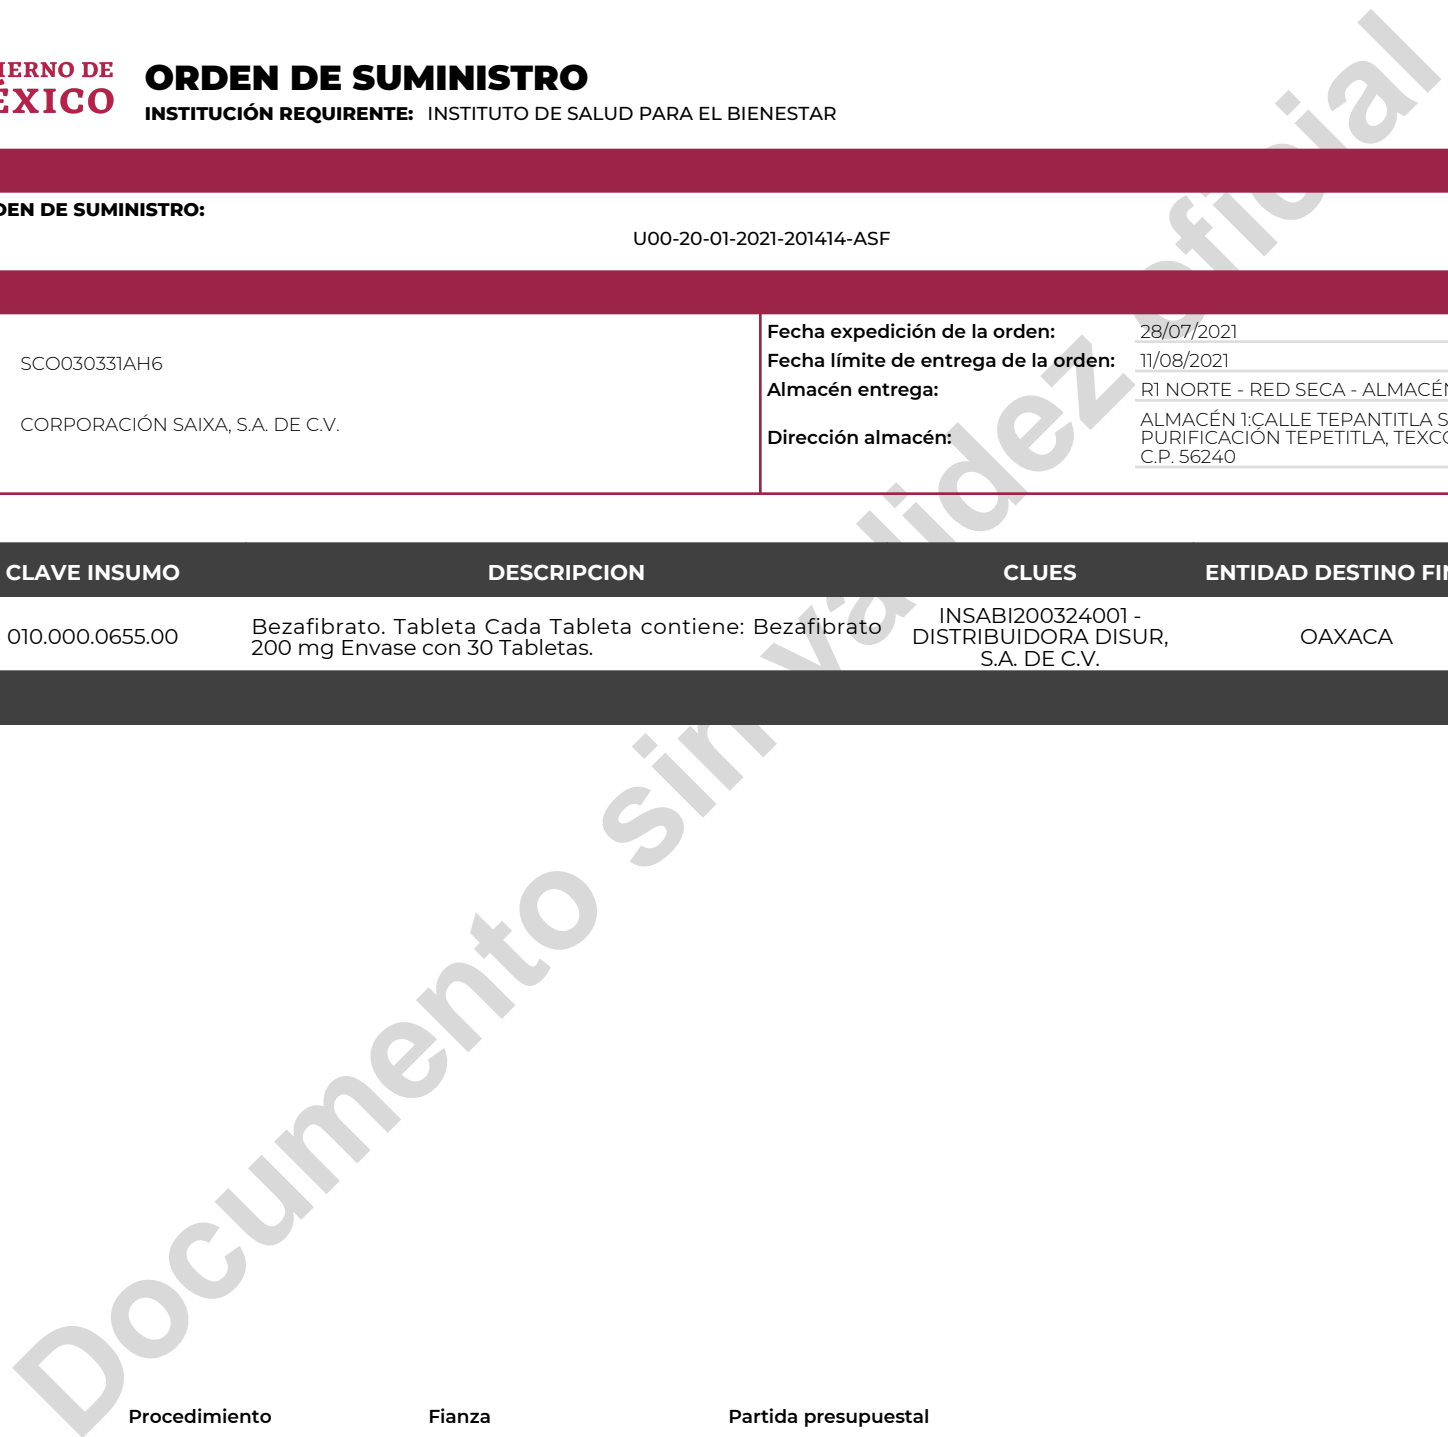 IERNO DE
ÉXICO
ORDEN DE SUMINISTRO
INSTITUCIÓN REQUIRENTE: INSTITUTO DE SALUD PARA EL BIENESTAR
DEN DE SUMINISTRO:
U00-20-01-2021-201414-ASF
SCO030331AH6
CORPORACIÓN SAIXA, S.A. DE C.V.
Fecha expedición de la orden: 28/07/2021
Fecha límite de entrega de la orden: 11/08/2021
Almacén entrega: R1 NORTE - RED SECA - ALMACÉN
Dirección almacén:
ALMACÉN 1:CALLE TEPANTITLA S
PURIFICACIÓN TEPETITLA, TEXCO
C.P. 56240
CLAVE INSUMO DESCRIPCION CLUES ENTIDAD DESTINO FIN
010.000.0655.00
Bezafibrato. Tableta Cada Tableta contiene: Bezafibrato
200 mg Envase con 30 Tabletas.
INSABI200324001 -
DISTRIBUIDORA DISUR,
S.A. DE C.V.
OAXACA
Documento sin validez oficial
Procedimiento Fianza Partida presupuestal